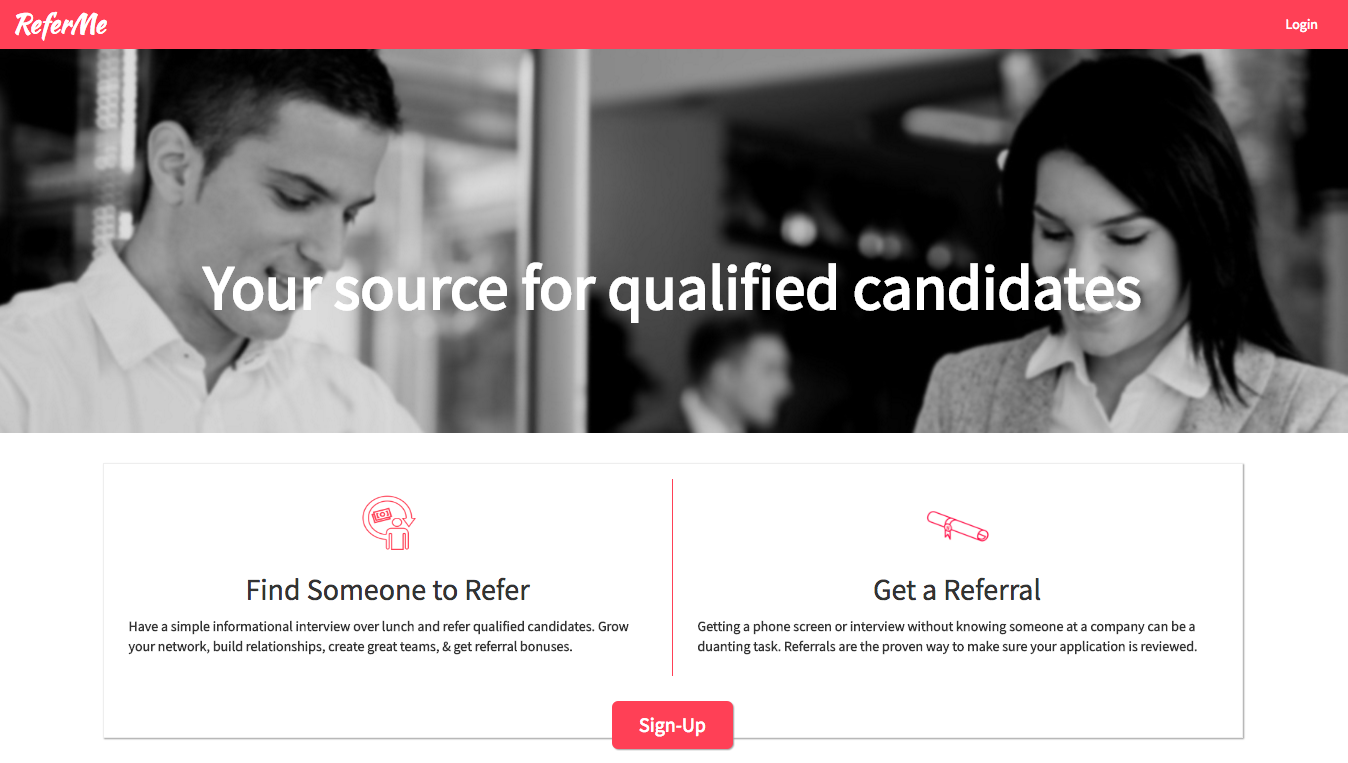 ReferMe
Login
Your source for qualified candidates
Find Someone to Refer
Have a simple informational interview over lunch and refer qualified candidates. Grow
your network, build relationships, create great teams, & get referral bonuses.
Get a Referral
Getting a phone screen or interview without knowing someone at a company can be a
duanting task. Referrals are the proven way to make sure your application is reviewed.
Sign-Up